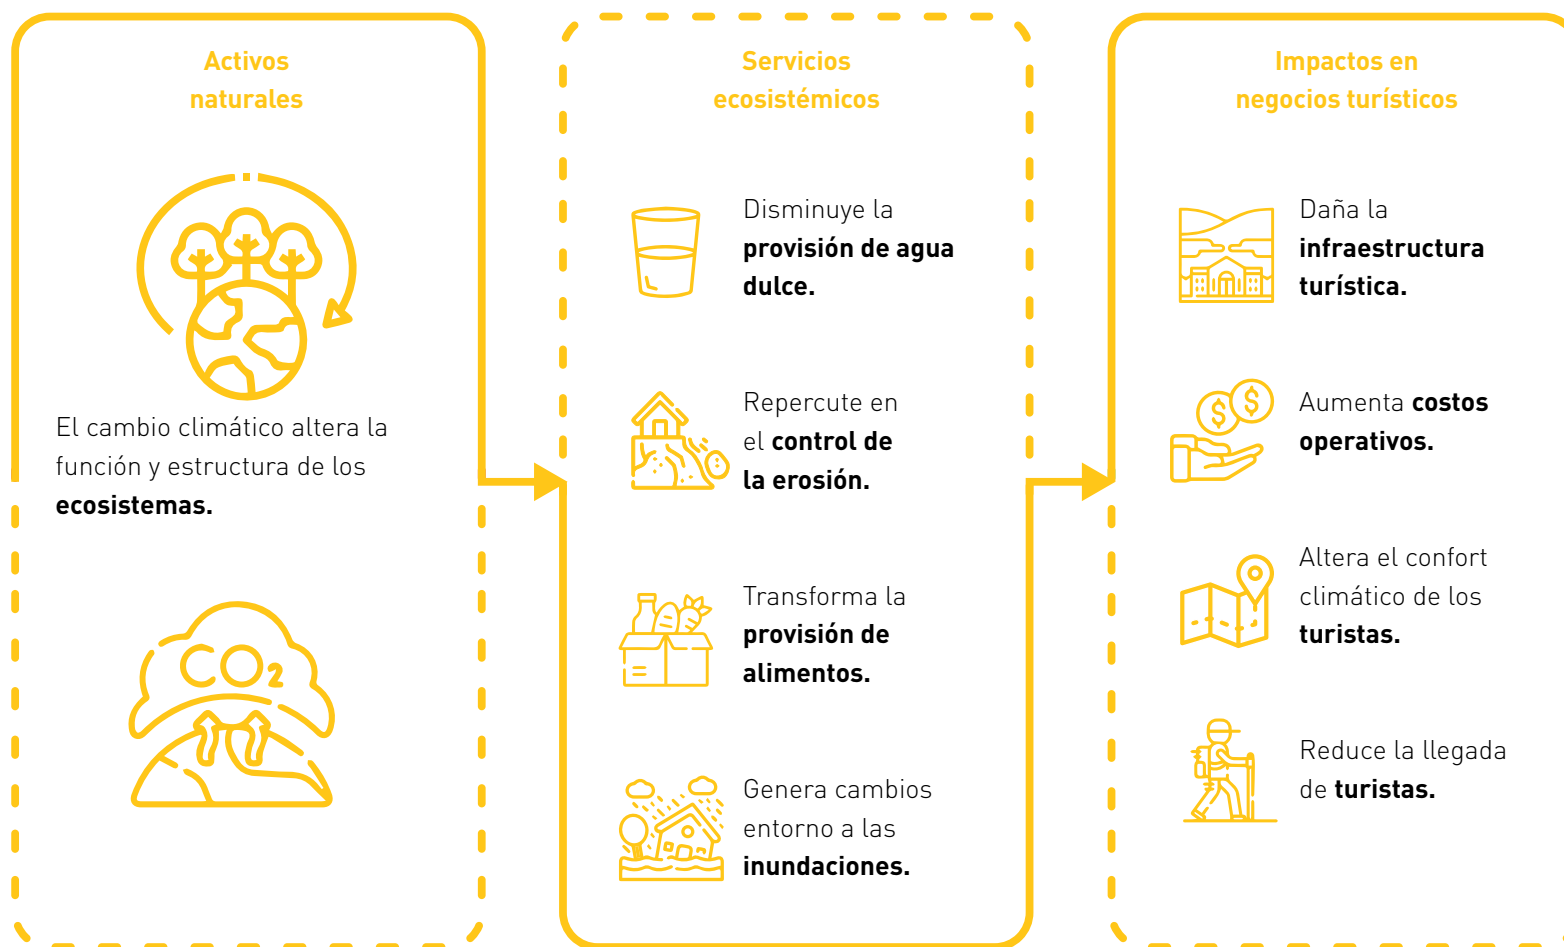 Activos
naturales
El cambio climático altera la
función y estructura de los
ecosistemas.
CO₂
Servicios
ecosistémicos
Disminuye la
provisión de agua
dulce.
Repercute en
el control de
la erosión.
Transforma la
provisión de
alimentos.
Genera cambios
entorno a las
inundaciones.
Impactos en
negocios turísticos
Daña la
infraestructura
turística.
$ $
Aumenta costos
operativos.
Altera el confort
climático de los
turistas.
Reduce la llegada
de turistas.